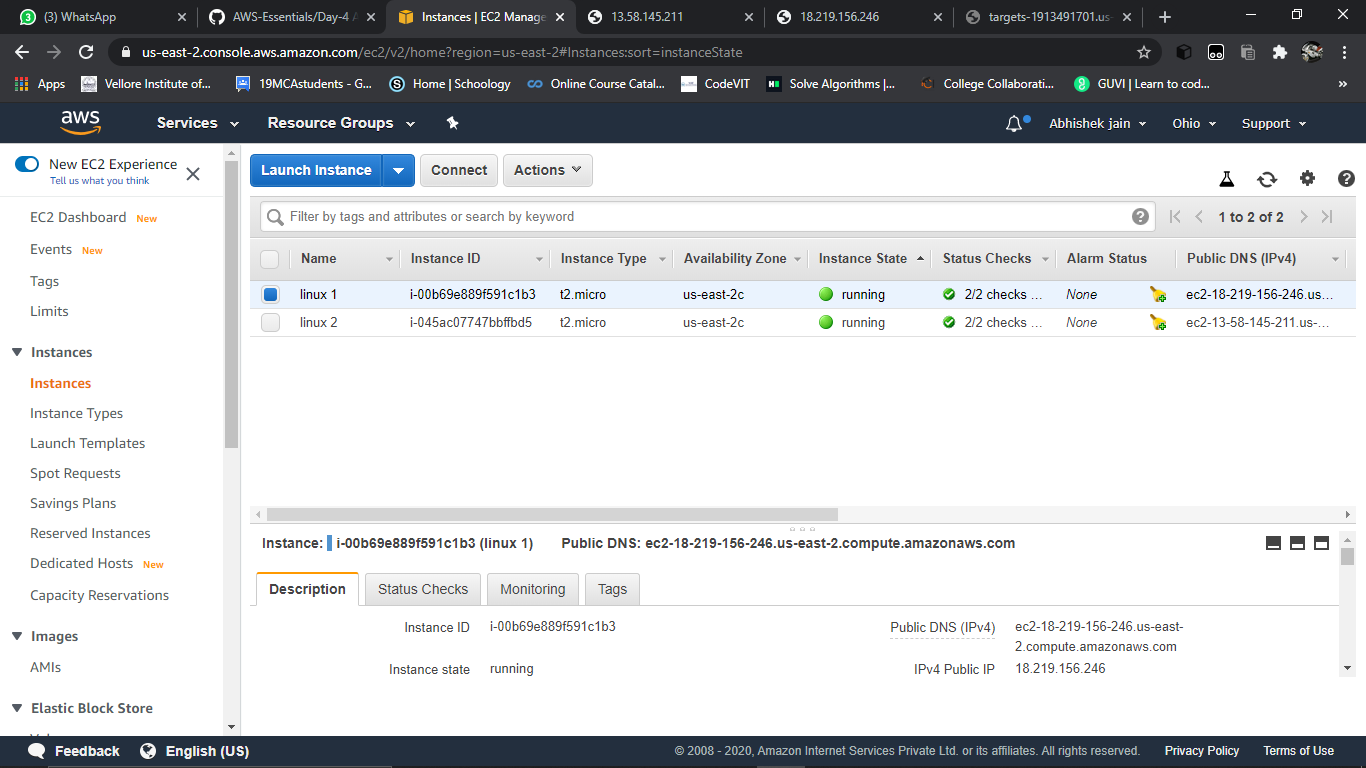 (3) WhatsApp
AWS-Essentials/Day-4 A
Instances | EC2 Manage
13.58.145.211
18.219.156.246
targets-1913491701.us-
us-east-2.console.aws.amazon.com/ec2/v2/home?region=us-east-2#Instances:sort=instanceState
Apps
Vellore Institute of...
19MCAstudents - G...
Home | Schoology
Online Course Catal...
CodeVIT
Solve Algorithms |...
College Collaborati...
GUVI | Learn to cod...
aws
Services
Resource Groups
Abhishek jain
Ohio
Support
New EC2 Experience
Tell us what you think
EC2 Dashboard New
Events New
Tags
Limits
Instances
Instances
Instance Types
Launch Templates
Spot Requests
Savings Plans
Reserved Instances
Dedicated Hosts New
Capacity Reservations
Images
AMIs
Elastic Block Store
Launch Instance
Connect
Actions
Filter by tags and attributes or search by keyword
1 to 2 of 2
Name Instance ID Instance Type Availability Zone Instance State Status Checks Alarm Status Public DNS (IPv4)
linux 1 i-00b69e889f591c1b3 t2.micro us-east-2c running 2/2 checks ... None ec2-18-219-156-246.us...
linux 2 i-045ac07747bbffbd5 t2.micro us-east-2c running 2/2 checks ... None ec2-13-58-145-211.us-...
Instance: i-00b69e889f591c1b3 (linux 1) Public DNS: ec2-18-219-156-246.us-east-2.compute.amazonaws.com
Description
Status Checks
Monitoring
Tags
Instance ID i-00b69e889f591c1b3
Instance state running
Public DNS (IPv4) ec2-18-219-156-246.us-east-
2.compute.amazonaws.com
IPv4 Public IP 18.219.156.246
Feedback
English (US)
© 2008 - 2020, Amazon Internet Services Private Ltd. or its affiliates. All rights reserved.
Privacy Policy
Terms of Use